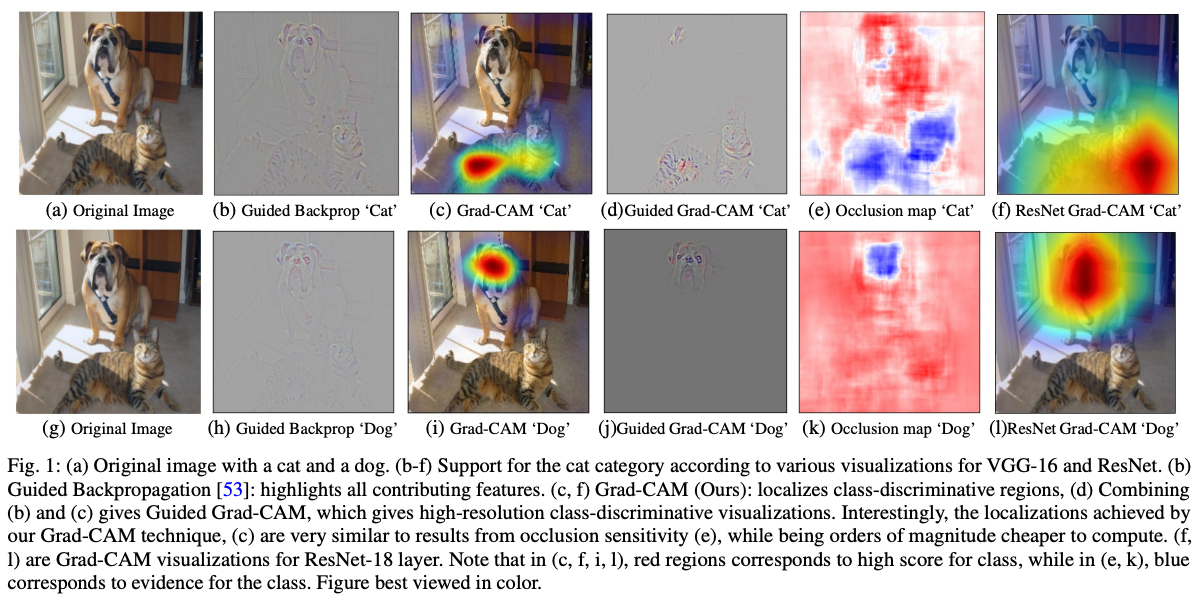 (a) Original Image
(b) Guided Backprop ‘Cat’
(c) Grad-CAM ‘Cat’
(d)Guided Grad-CAM ‘Cat’
(e) Occlusion map ‘Cat’
(f) ResNet Grad-CAM ‘Cat’
(g) Original Image
(h) Guided Backprop ‘Dog’
(i) Grad-CAM ‘Dog’
(j)Guided Grad-CAM ‘Dog’
(k) Occlusion map ‘Dog’
(l)ResNet Grad-CAM ‘Dog’
Fig. 1: (a) Original image with a cat and a dog. (b-f) Support for the cat category according to various visualizations for VGG-16 and ResNet. (b)
Guided Backpropagation [53]: highlights all contributing features. (c, f) Grad-CAM (Ours): localizes class-discriminative regions, (d) Combining
(b) and (c) gives Guided Grad-CAM, which gives high-resolution class-discriminative visualizations. Interestingly, the localizations achieved by
our Grad-CAM technique, (c) are very similar to results from occlusion sensitivity (e), while being orders of magnitude cheaper to compute. (f,
l) are Grad-CAM visualizations for ResNet-18 layer. Note that in (c, f, i, l), red regions corresponds to high score for class, while in (e, k), blue
corresponds to evidence for the class. Figure best viewed in color.